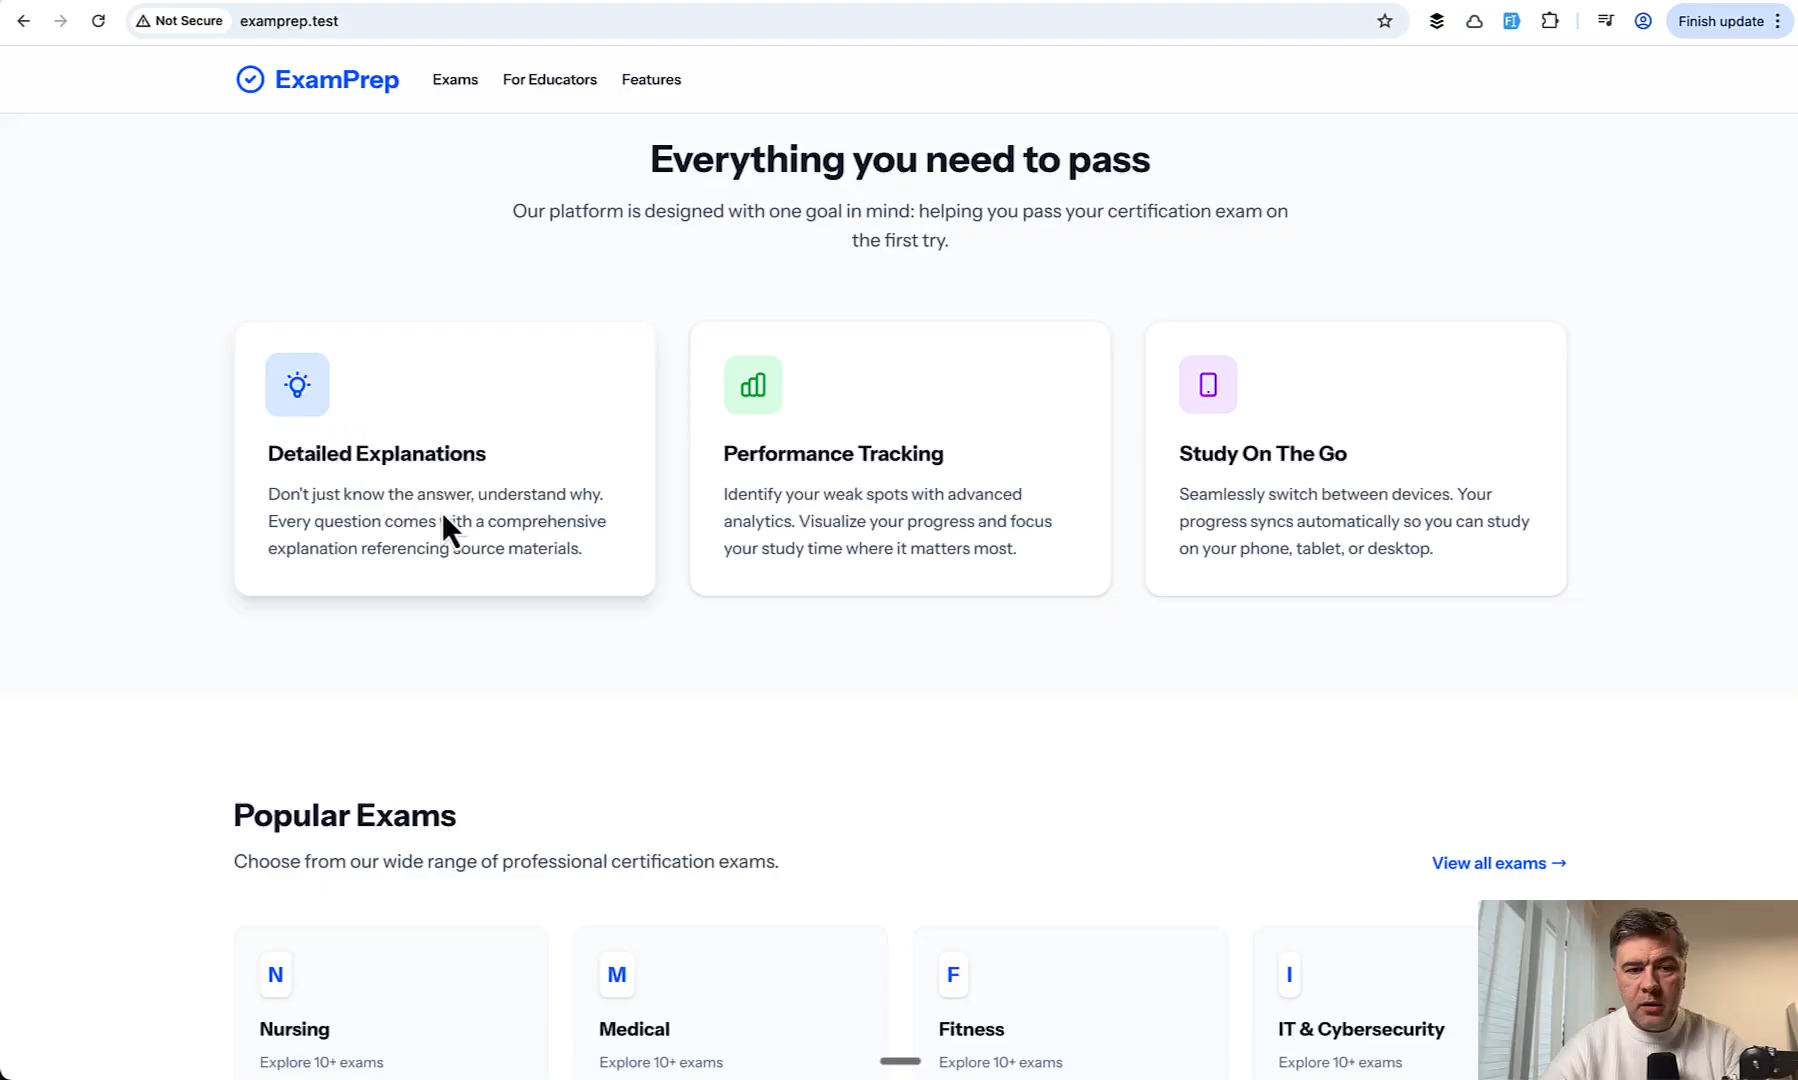 Not Secure examprep.test Finish update
ExamPrep Exams For Educators Features
Everything you need to pass
Our platform is designed with one goal in mind: helping you pass your certification exam on
the first try.
Detailed Explanations
Don't just know the answer, understand why.
Every question comes with a comprehensive
explanation referencing source materials.
Performance Tracking
Identify your weak spots with advanced
analytics. Visualize your progress and focus
your study time where it matters most.
Study On The Go
Seamlessly switch between devices. Your
progress syncs automatically so you can study
on your phone, tablet, or desktop.
Popular Exams
Choose from our wide range of professional certification exams.
View all exams →
N
Nursing
Explore 10+ exams
M
Medical
Explore 10+ exams
F
Fitness
Explore 10+ exams
I
IT & Cybersecurity
Explore 10+ exams